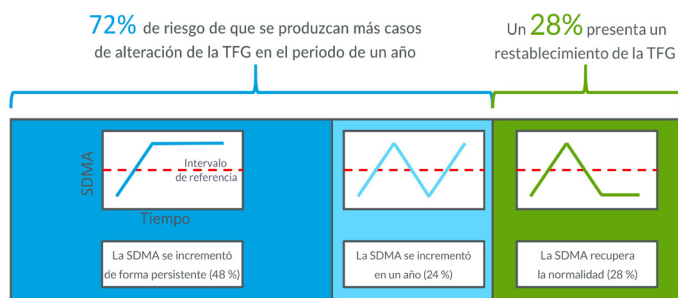 72% de riesgo de que se produzcan más casos
de alteración de la TFG en el periodo de un año
Un 28% presenta un
restablecimiento de la TFG
SDMA
Intervalo
de referencia
Tiempo
La SDMA se incrementó
de forma persistente (48 %)
La SDMA se incrementó
en un año (24 %)
La SDMA recupera
la normalidad (28 %)